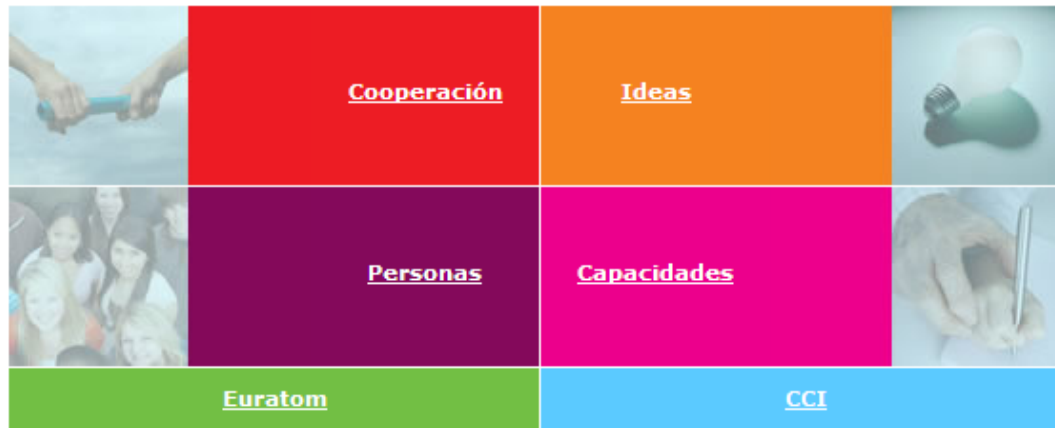 Cooperación
Ideas
Personas
Capacidades
Euratom
CCI